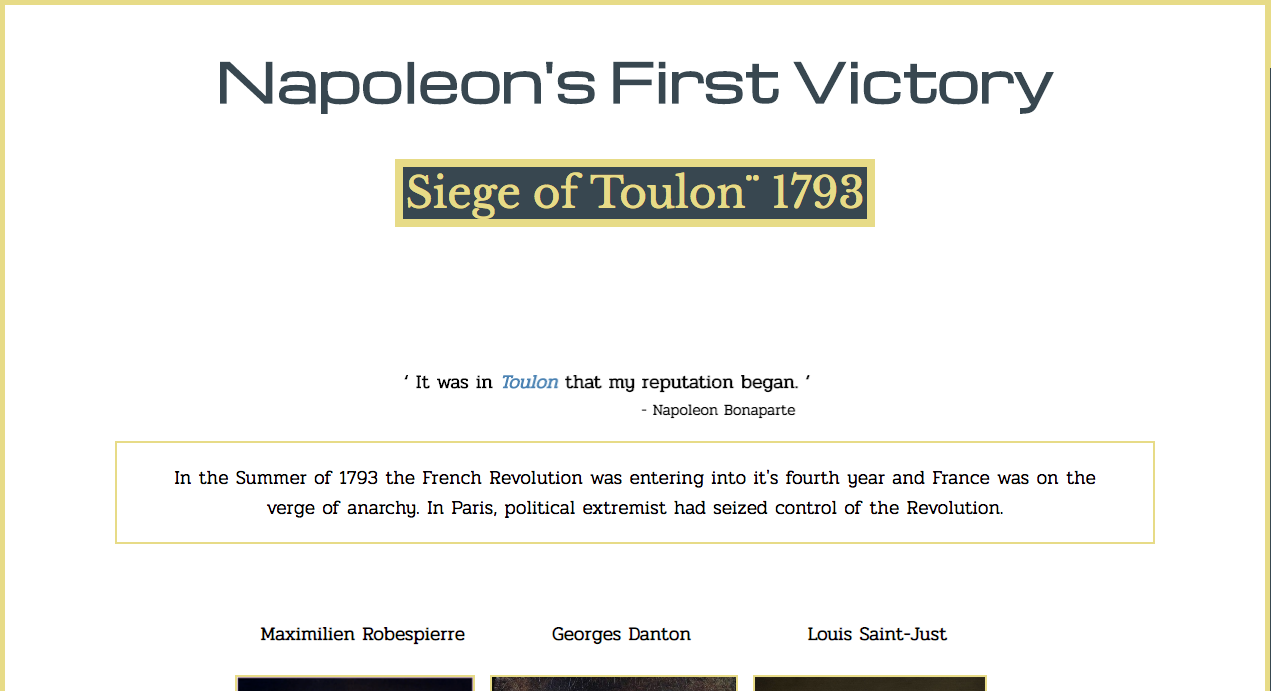 Napoleon's First Victory
Siege of Toulon¨ 1793
‘ It was in Toulon that my reputation began. ’
- Napoleon Bonaparte
In the Summer of 1793 the French Revolution was entering into it's fourth year and France was on the
verge of anarchy. In Paris, political extremist had seized control of the Revolution.
Maximilien Robespierre Georges Danton Louis Saint-Just